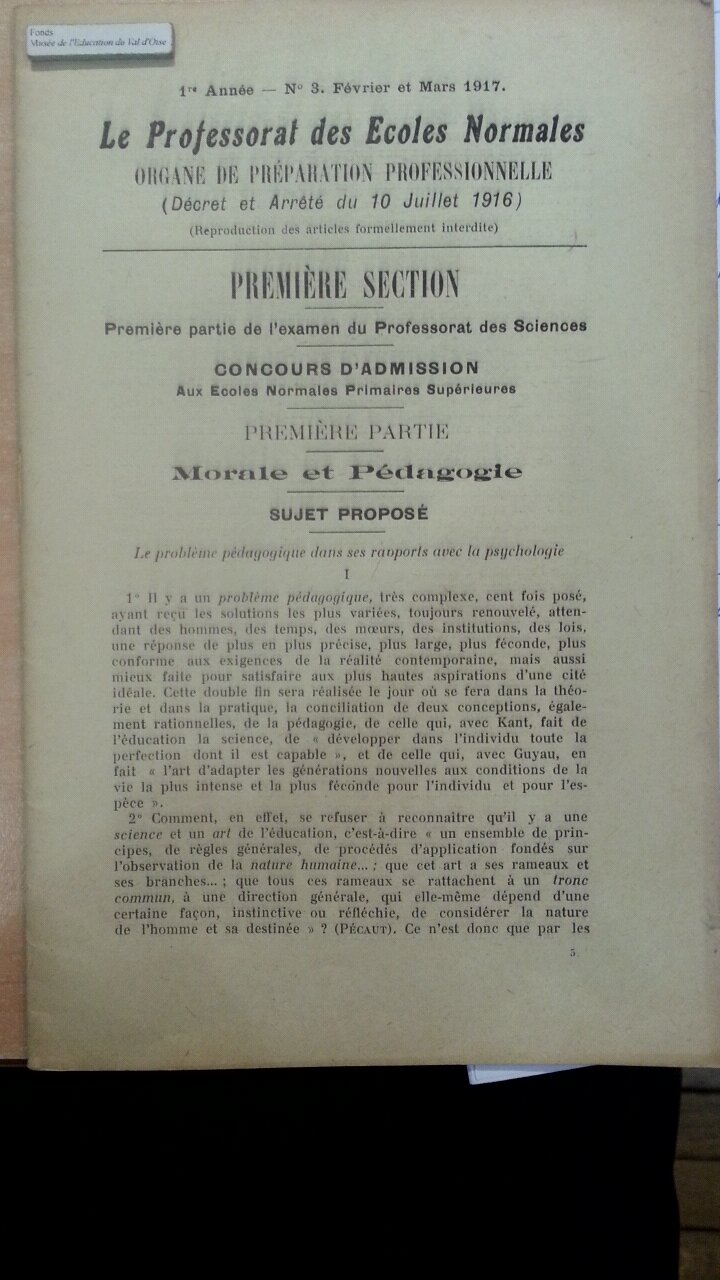 Fonds
Musée de l'Education du Val d'Oise
1re Année — N° 3. Février et Mars 1917.
Le Professorat des Ecoles Normales
ORGANE DE PRÉPARATION PROFESSIONNELLE
(Décret et Arrêté du 10 Juillet 1916)
(Reproduction des articles formellement interdite)
PREMIÈRE SECTION
Première partie de l'examen du Professorat des Sciences
CONCOURS D'ADMISSION
Aux Ecoles Normales Primaires Supérieures
PREMIÈRE PARTIE
Morale et Pédagogie
SUJET PROPOSÉ
Le problème pédagogique dans ses rapports avec la psychologie
I
1° Il y a un problème pédagogique, très complexe, cent fois posé,
ayant reçu les solutions les plus variées, toujours renouvelé, atten-
dant des hommes, des temps, des mœurs, des institutions, des lois,
une réponse de plus en plus précise, plus large, plus féconde, plus
conforme aux exigences de la réalité contemporaine, mais aussi
mieux faite pour satisfaire aux plus hautes aspirations d'une cité
idéale. Cette double fin sera réalisée le jour où se fera dans la théo-
rie et dans la pratique, la conciliation de deux conceptions, égale-
ment rationnelles, de la pédagogie, de celle qui, avec Kant, fait de
l'éducation la science, de « développer dans l'individu toute la
perfection dont il est capable », et de celle qui, avec Guyau, en
fait « l'art d'adapter les générations nouvelles aux conditions de la
vie la plus intense et la plus féconde pour l'individu et pour l'es-
pèce ».
2° Comment, en effet, se refuser à reconnaitre qu'il y a une
science et un art de l'éducation, c'est-à-dire « un ensemble de prin-
cipes, de règles générales, de procédés d'application fondés sur
l'observation de la nature humaine... ; que cet art a ses rameaux et
ses branches... ; que tous ces rameaux se rattachent à un tronc
commun, à une direction générale, qui elle-même dépend d'une
certaine façon, instinctive ou réfléchie, de considérer la nature
de l'homme et sa destinée » ? (PÉCAUT). Ce n'est donc que par les
5.